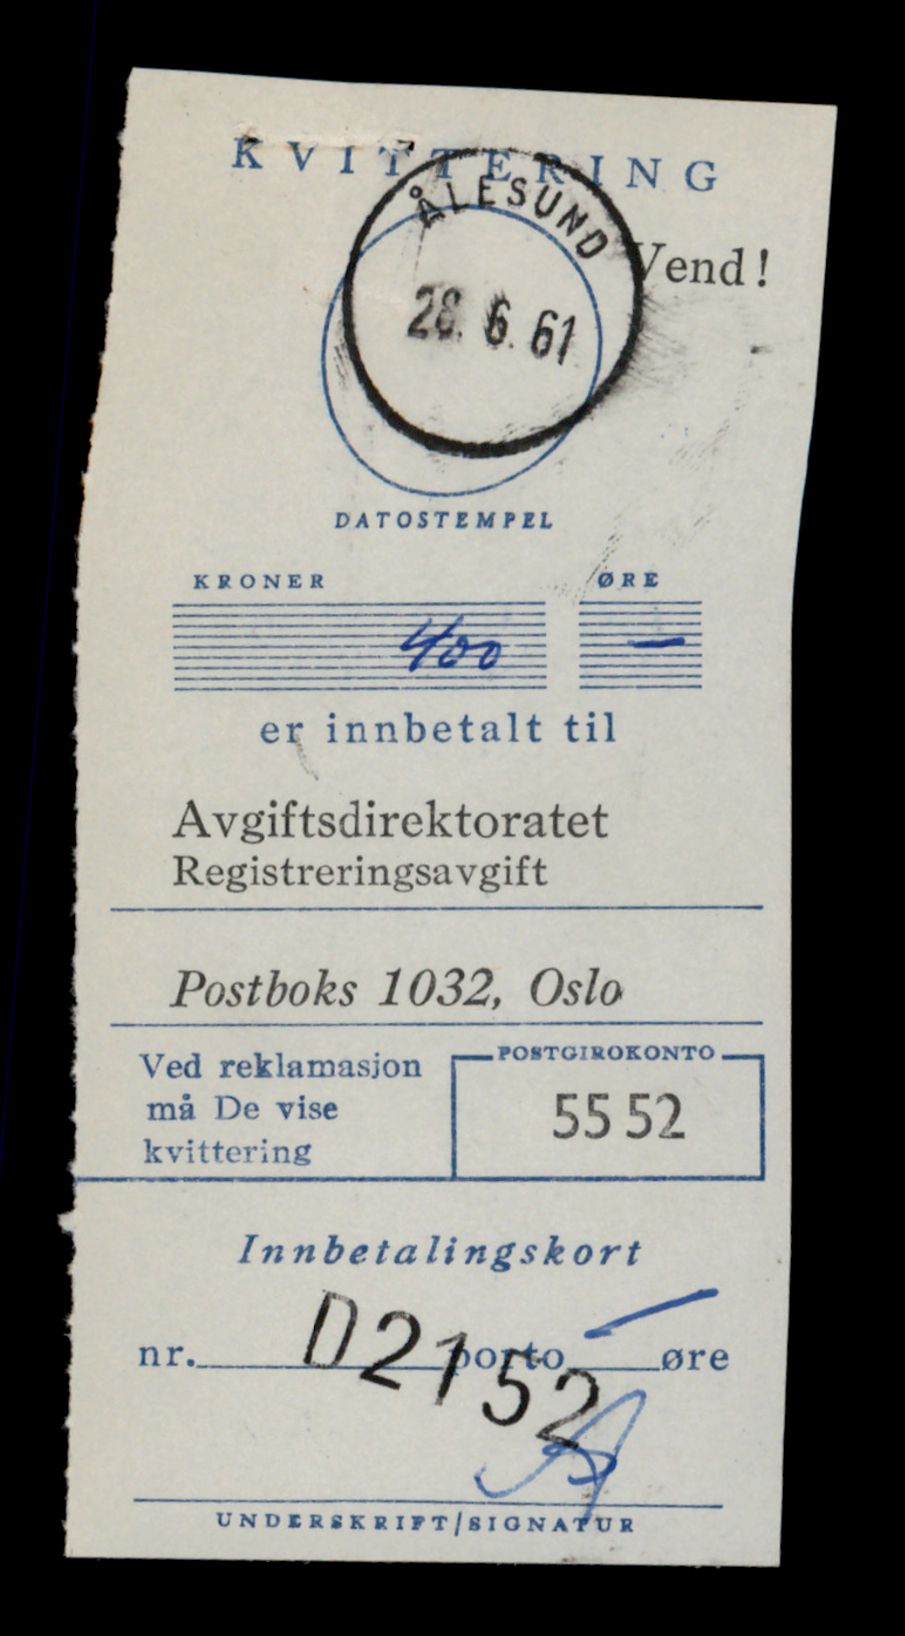 KVITTERING
ÅLESUND
Vend!
28. 6. 61
DATOSTEMPEL
KRONER ØRE
400 —
er innbetalt til
Avgiftsdirektoratet
Registreringsavgift
Postboks 1032, Oslo
Ved reklamasjon
må De vise
kvittering
POSTGIROKONTO
55 52
Innbetalingskort
nr. D2152 porto — øre
UNDERSKRIFT/SIGNATUR